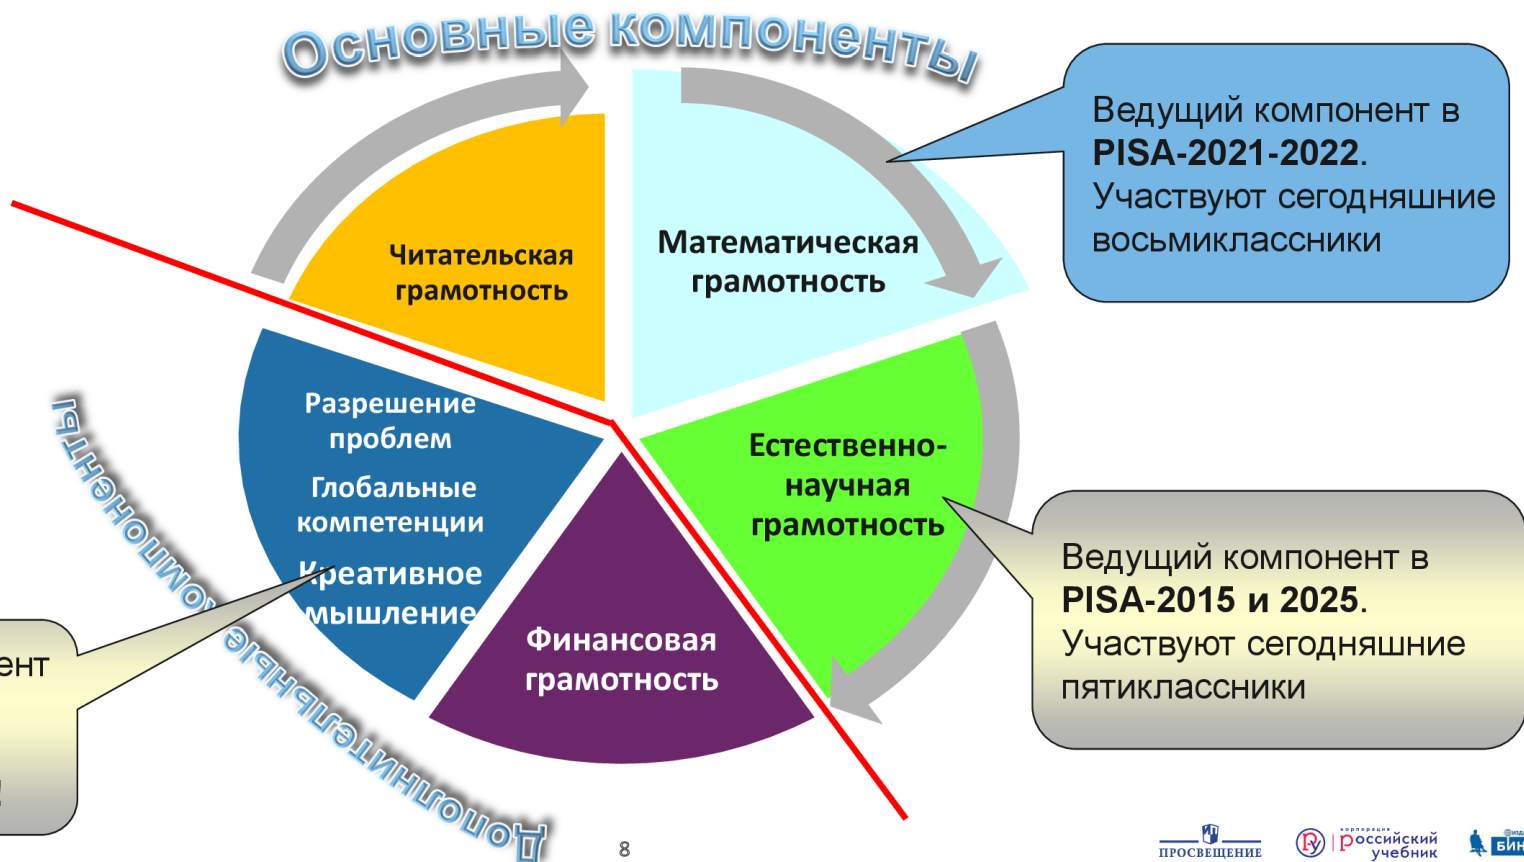 Основные компоненты
Ведущий компонент в
PISA-2021-2022.
Участвуют сегодняшние
восьмиклассники
Читательская
грамотность
Математическая
грамотность
Разрешение
проблем
Глобальные
компетенции
Креативное
мышление
Естественно-
научная
грамотность
Финансовая
грамотность
Ведущий компонент в
PISA-2015 и 2025.
Участвуют сегодняшние
пятиклассники
ент
!
Дополнительные компоненты
8
ПРОСВЕЩЕНИЕ
корпорация
российский
учебник